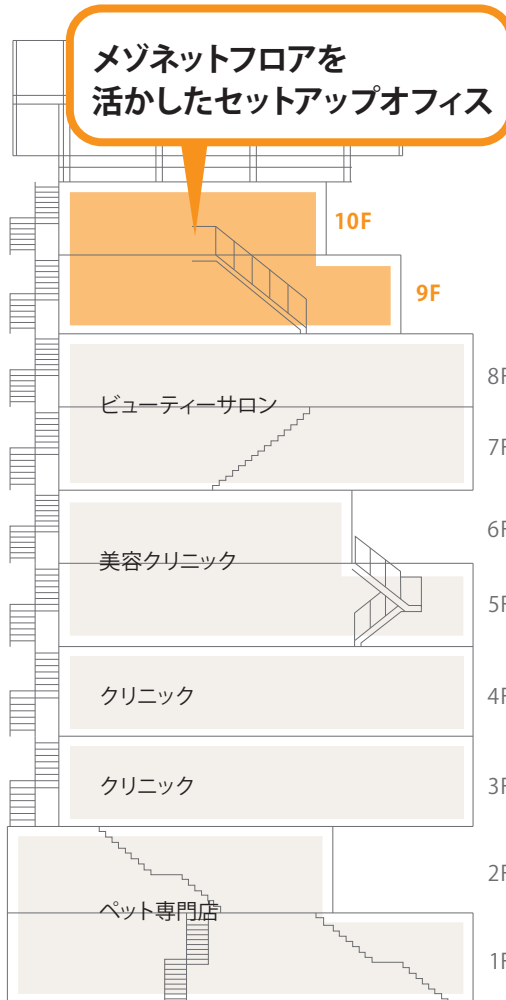 メゾネットフロアを
活かしたセットアップオフィス
10F
9F
8F
ビューティーサロン
7F
6F
美容クリニック
5F
クリニック
4F
クリニック
3F
2F
ペット専門店
1F